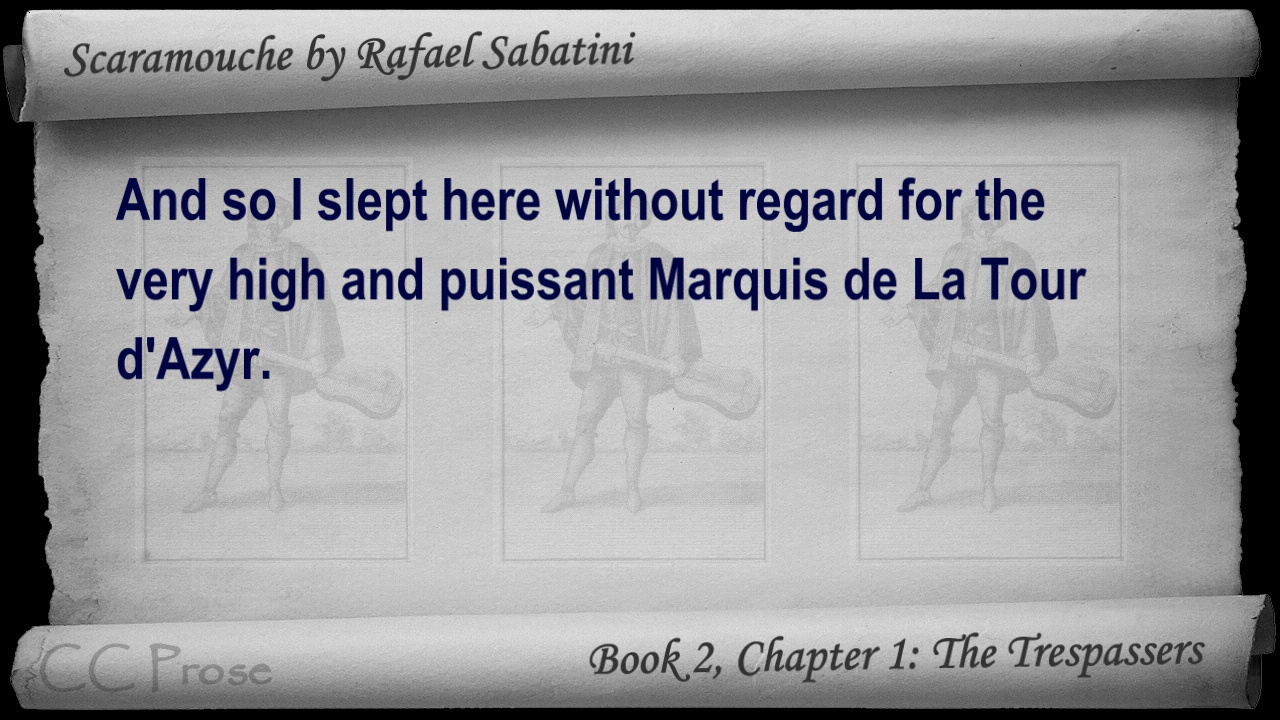 Scaramouche by Rafael Sabatini
And so I slept here without regard for the
very high and puissant Marquis de La Tour
d'Azyr.
CC Prose
Book 2, Chapter 1: The Trespassers